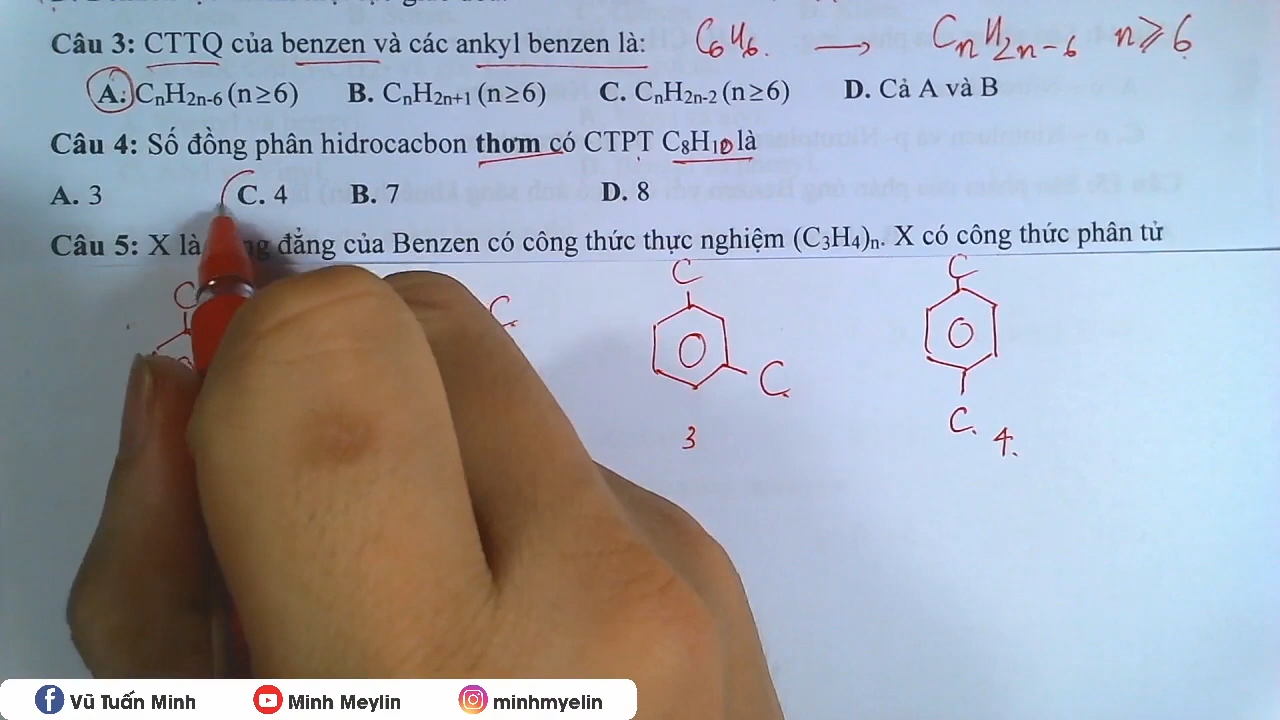 Câu 3: CTTQ của benzen và các ankyl benzen là: C6H6. → CnH2n-6 n≥6
A. CnH2n-6 (n≥6) B. CnH2n+1 (n≥6) C. CnH2n-2 (n≥6) D. Cả A và B
Câu 4: Số đồng phân hidrocacbon thơm có CTPT C8H10 là
A. 3 C. 4 B. 7 D. 8
Câu 5: X là đẳng của Benzen có công thức thực nghiệm (C3H4)n. X có công thức phân tử
C C C C
C C.
3 4.
Vũ Tuấn Minh Minh Meylin minhmyelin